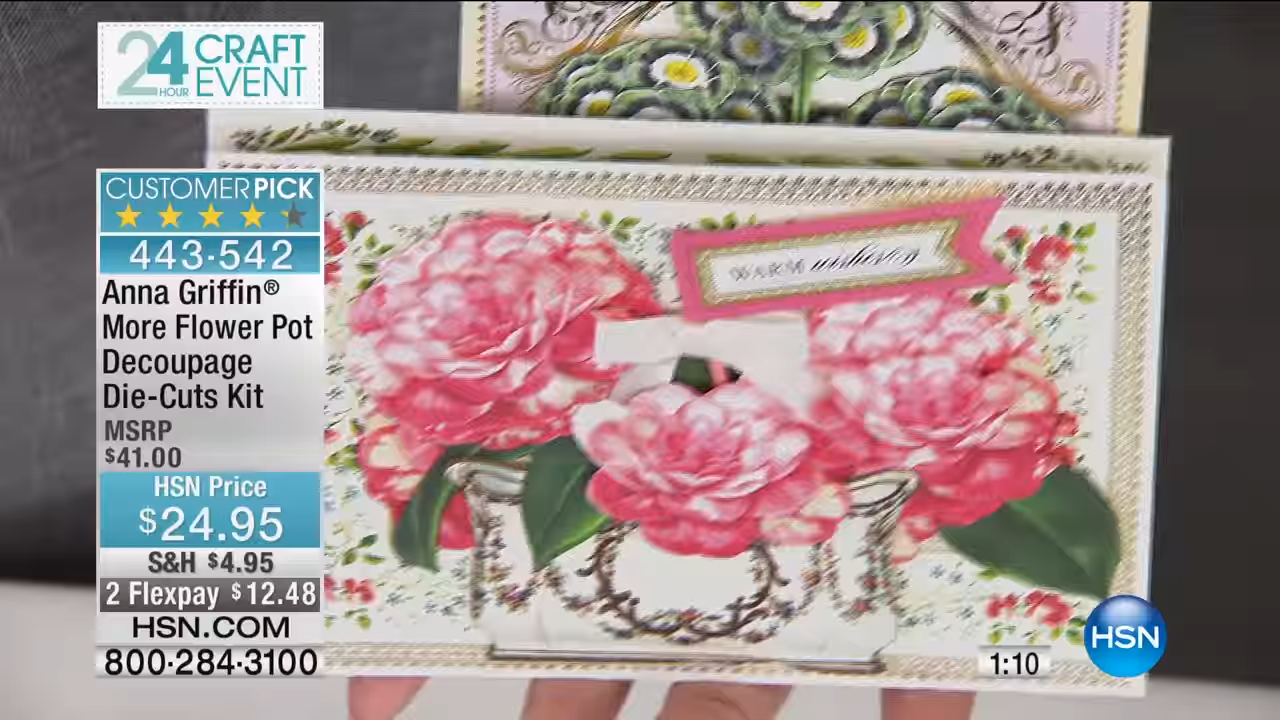 24 HOUR CRAFT EVENT
CUSTOMER PICK
443·542
Anna Griffin®
More Flower Pot
Decoupage
Die-Cuts Kit
MSRP
$41.00
HSN Price
$24.95
S&H $4.95
2 Flexpay $12.48
HSN.COM
800·284·3100
WARM wishes
HSN
1:10